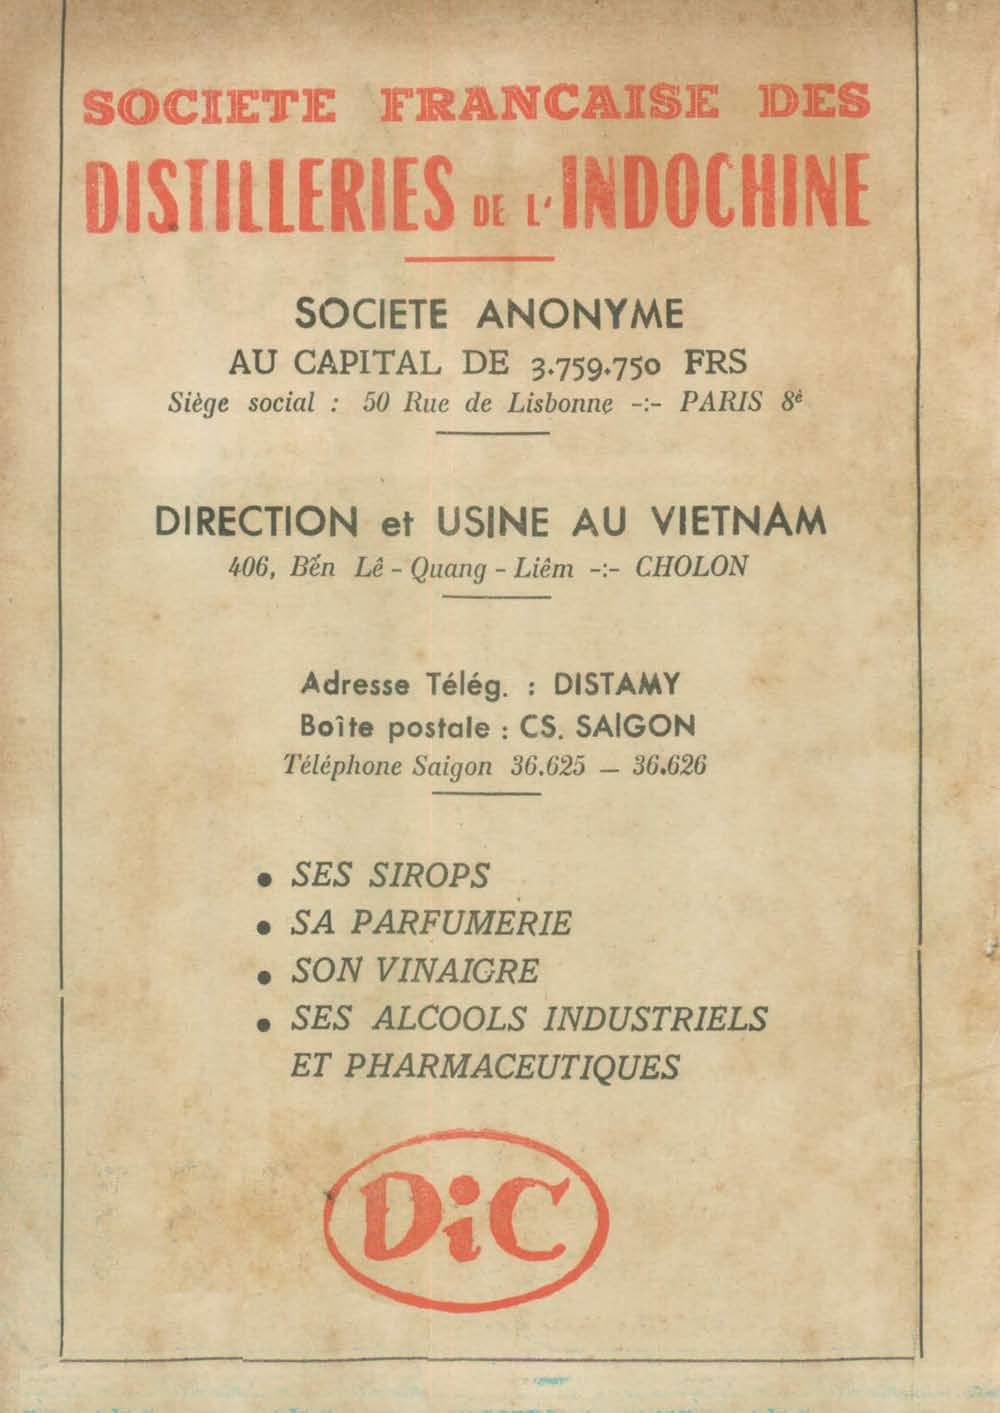 SOCIETE FRANCAISE DES
DISTILLERIES DE L'INDOCHINE
SOCIETE ANONYME
AU CAPITAL DE 3.759.750 FRS
Siège social : 50 Rue de Lisbonne -:- PARIS 8è
DIRECTION et USINE AU VIETNAM
406, Bến Lê - Quang - Liêm -:- CHOLON
Adresse Télég. : DISTAMY
Boîte postale : CS. SAIGON
Téléphone Saigon 36.625 — 36.626
• SES SIROPS
• SA PARFUMERIE
• SON VINAIGRE
• SES ALCOOLS INDUSTRIELS
ET PHARMACEUTIQUES
DiC